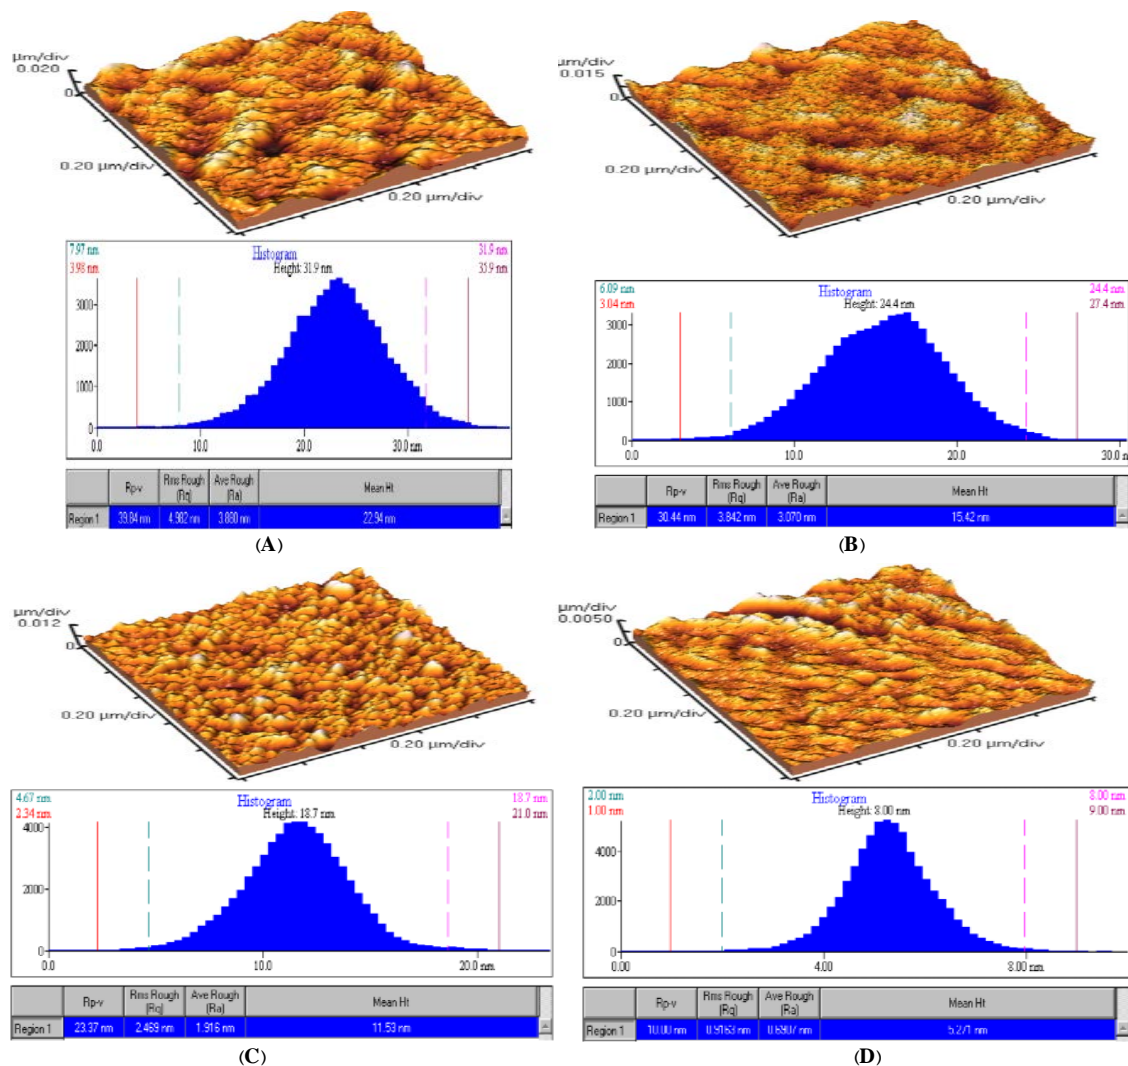 µm/div
0.020
0
0.20 µm/div
0.20 µm/div
7.97 nm
Histogram
31.9 nm
3.98 nm
Height: 31.9 nm
35.9 nm
3000
2000
1000
0
0.0
10.0
20.0
30.0 nm
Rp-v
Rms Rough (Rq)
Ave Rough (Ra)
Mean Ht
Region 1
39.84 nm
4.982 nm
3.880 nm
22.94 nm
(A)
µm/div
0.015
0
0.20 µm/div
0.20 µm/div
6.09 nm
Histogram
24.4 nm
3.04 nm
Height: 24.4 nm
27.4 nm
3000
2000
1000
0
0.0
10.0
20.0
30.0 n
Rp-v
Rms Rough (Rq)
Ave Rough (Ra)
Mean Ht
Region 1
30.44 nm
3.842 nm
3.070 nm
15.42 nm
(B)
µm/div
0.012
0
0.20 µm/div
0.20 µm/div
4.67 nm
Histogram
18.7 nm
2.34 nm
Height: 18.7 nm
21.0 nm
4000
2000
0
0.0
10.0
20.0 nm
Rp-v
Rms Rough (Rq)
Ave Rough (Ra)
Mean Ht
Region 1
23.37 nm
2.469 nm
1.916 nm
11.53 nm
(C)
µm/div
0.0050
0
0.20 µm/div
0.20 µm/div
2.00 nm
Histogram
8.00 nm
1.00 nm
Height: 8.00 nm
9.00 nm
4000
2000
0
0.00
4.00
8.00 nm
Rp-v
Rms Rough (Rq)
Ave Rough (Ra)
Mean Ht
Region 1
10.00 nm
0.9163 nm
0.6907 nm
5.271 nm
(D)